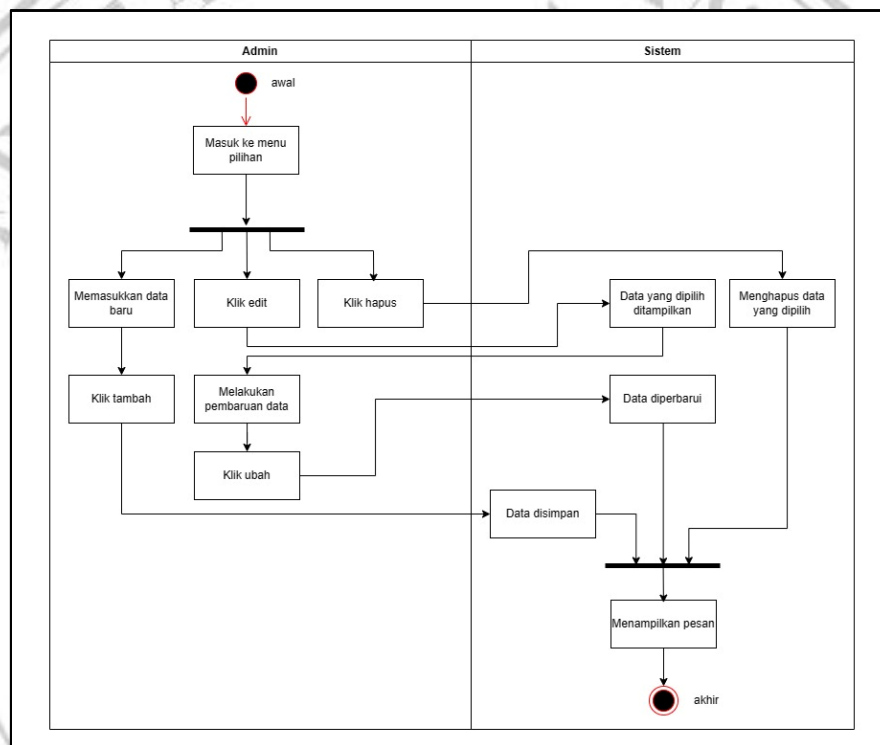 Admin
Sistem
awal
Masuk ke menu
pilihan
Memasukkan data
baru
Klik edit
Klik hapus
Data yang dipilih
ditampilkan
Menghapus data
yang dipilih
Klik tambah
Melakukan
pembaruan data
Data diperbarui
Klik ubah
Data disimpan
Menampilkan pesan
akhir